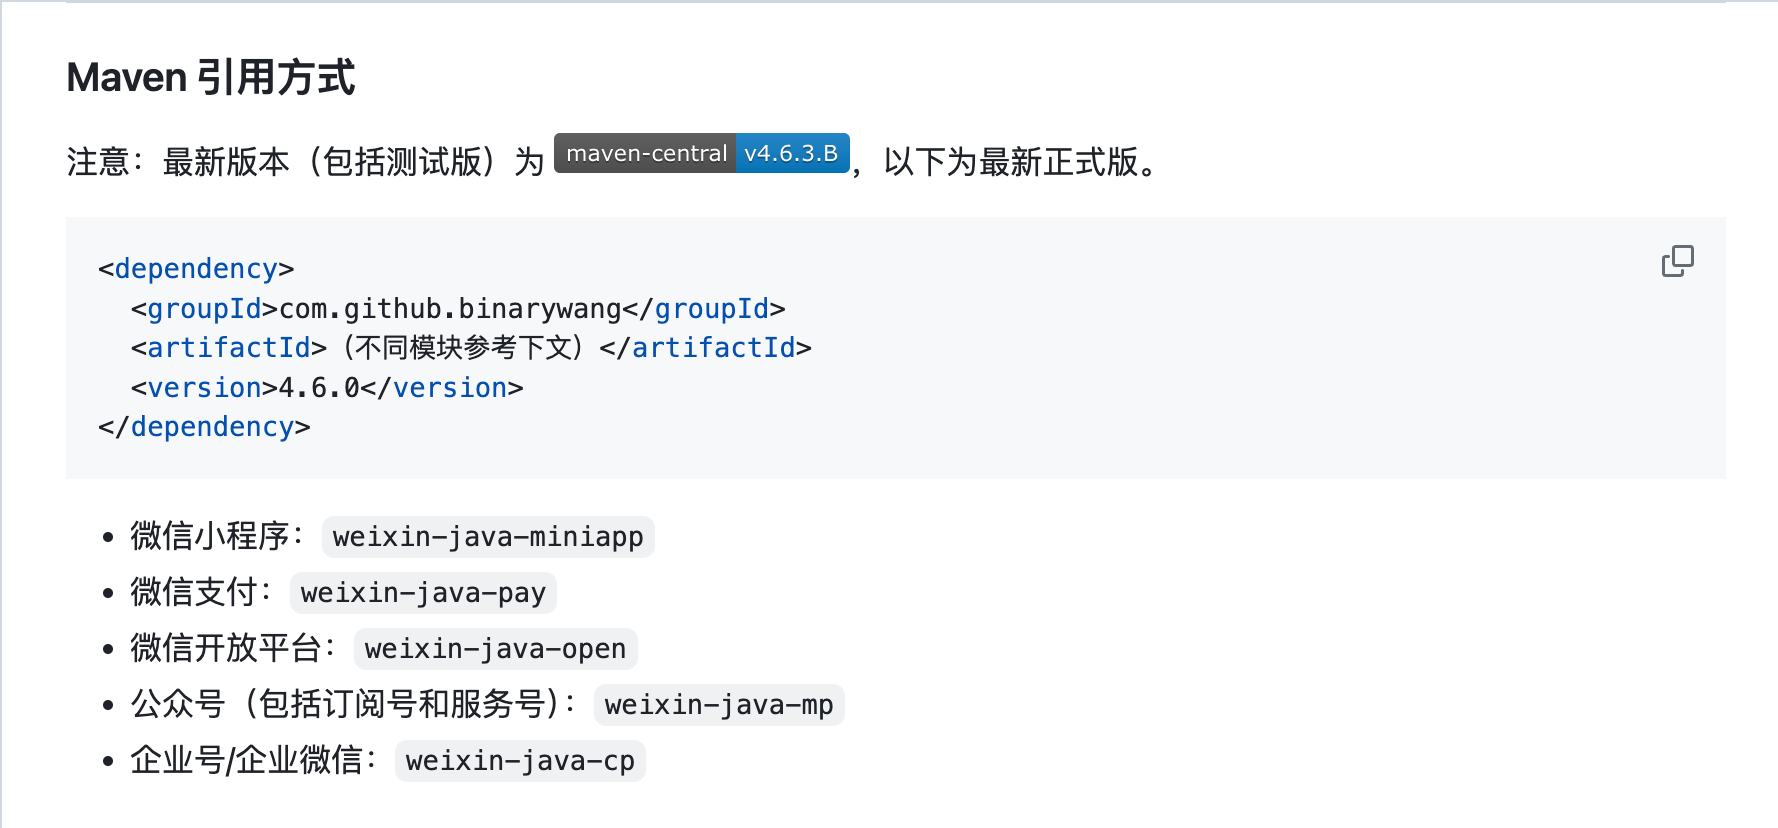 Maven 引用方式
注意：最新版本（包括测试版）为 maven-central v4.6.3.B，以下为最新正式版。
<dependency>
  <groupId>com.github.binarywang</groupId>
  <artifactId>（不同模块参考下文）</artifactId>
  <version>4.6.0</version>
</dependency>
• 微信小程序：weixin-java-miniapp
• 微信支付：weixin-java-pay
• 微信开放平台：weixin-java-open
• 公众号（包括订阅号和服务号）：weixin-java-mp
• 企业号/企业微信：weixin-java-cp